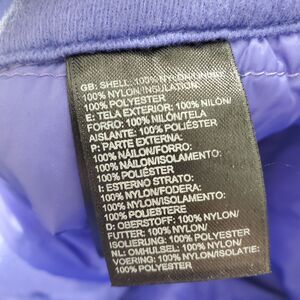 GB: SHELL: 100% NYLON/LINING:
100% NYLON/INSULATION:
100% POLYESTER
E: TELA EXTERIOR: 100% NILÓN/
FORRO: 100% NILÓN/TELA
AISLANTE: 100% POLIÉSTER
P: PARTE EXTERNA:
100% NÁILON/FORRO:
100% NÁILON/ISOLAMENTO:
100% POLIÉSTER
I: ESTERNO STRATO:
100% NYLON/FODERA:
100% NYLON/ISOLAMENTO:
100% POLIESTERE
D: OBERSTOFF: 100% NYLON/
FUTTER: 100% NYLON/
ISOLIERUNG: 100% POLYESTER
NL: OMHULSEL: 100% NYLON/
VOERING: 100% NYLON/ISOLATIE:
100% POLYESTER